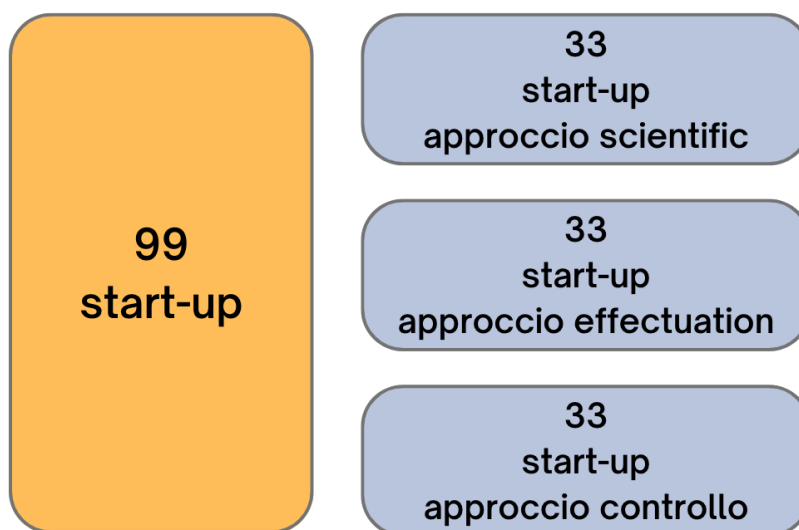 99
start-up
33
start-up
approccio scientific
33
start-up
approccio effectuation
33
start-up
approccio controllo